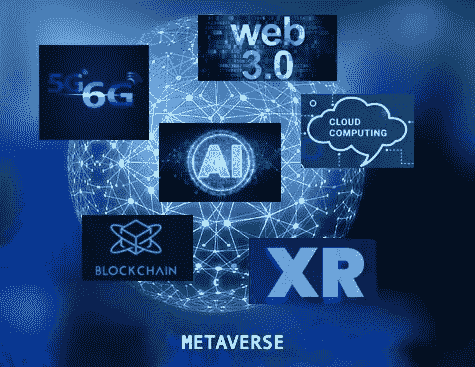 web
3.0
5G 6G
CLOUD
COMPUTING
AI
BLOCKCHAIN
XR
METAVERSE